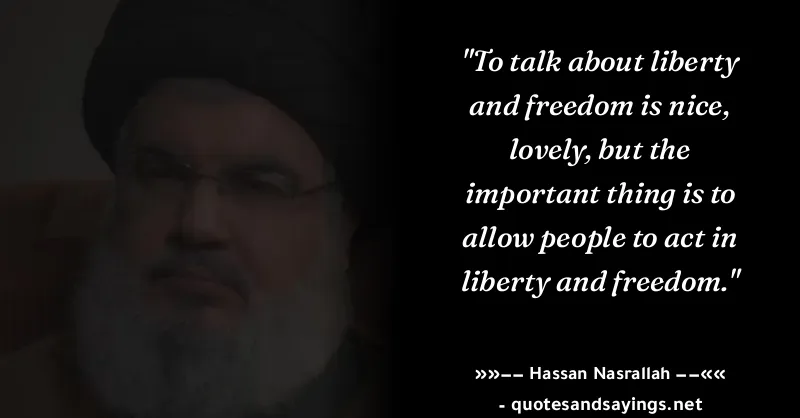 "To talk about liberty
and freedom is nice,
lovely, but the
important thing is to
allow people to act in
liberty and freedom."
»»–– Hassan Nasrallah ––««
- quotesandsayings.net